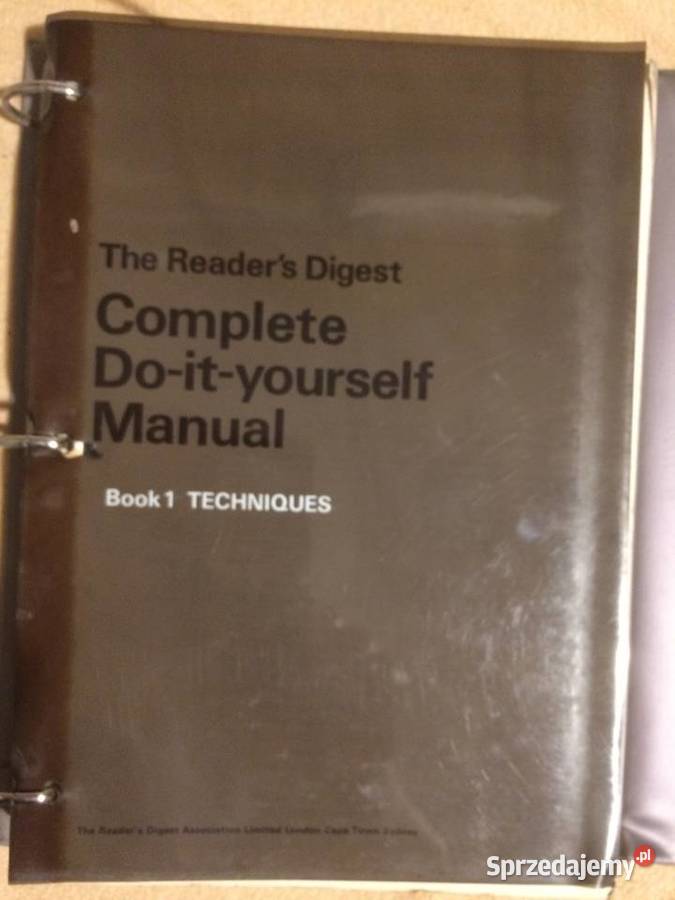 The Reader's Digest
Complete
Do-it-yourself
Manual
Book 1 TECHNIQUES
The Reader's Digest Association Limited London Cape Town Sydney
Sprzedajemy.pl